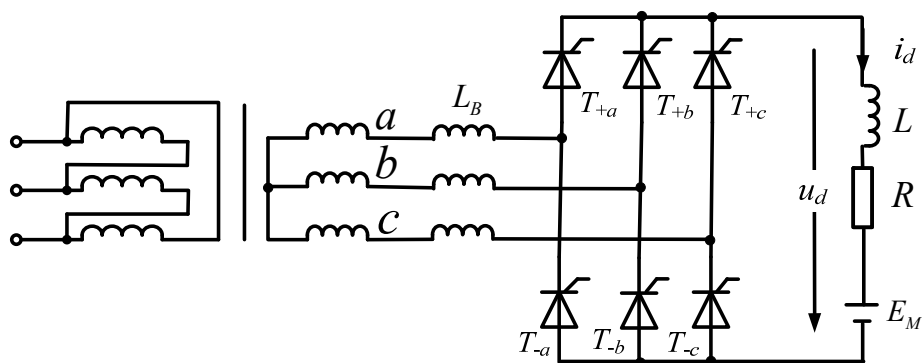 a
L_B
b
c
T_{+a}
T_{+b}
T_{+c}
i_d
L
u_d
R
E_M
T_{-a}
T_{-b}
T_{-c}